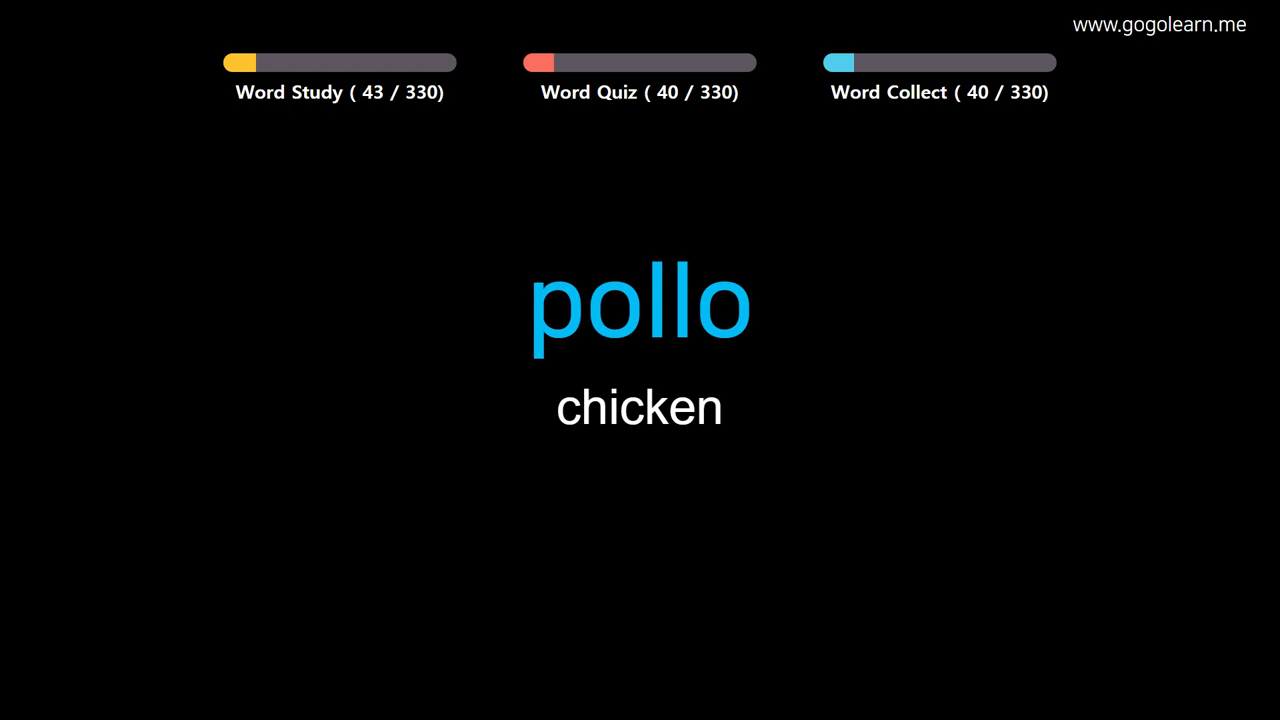 www.gogolearn.me
Word Study ( 43 / 330)
Word Quiz ( 40 / 330)
Word Collect ( 40 / 330)
pollo
chicken